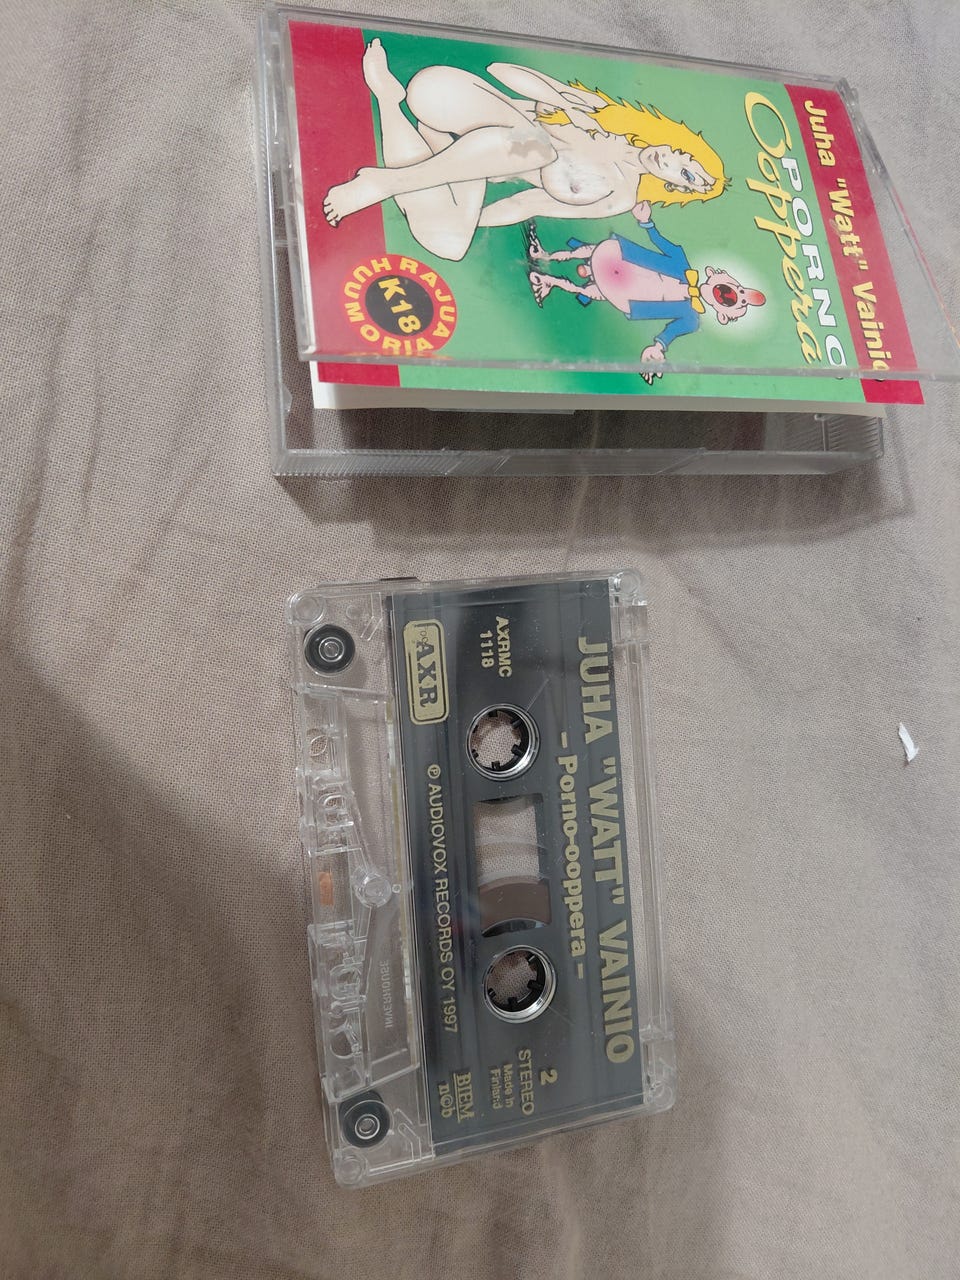 Juha "Watt" Vainio
PORNO
Ooppera
RAJUA
HUUMORIA
K18
JUHA "WATT" VAINIO
– Porno-ooppera –
AXRMC
1118
AXR
2
STEREO
Made in
Finland
BIEM
n©b
℗ AUDIOVOX RECORDS OY 1997